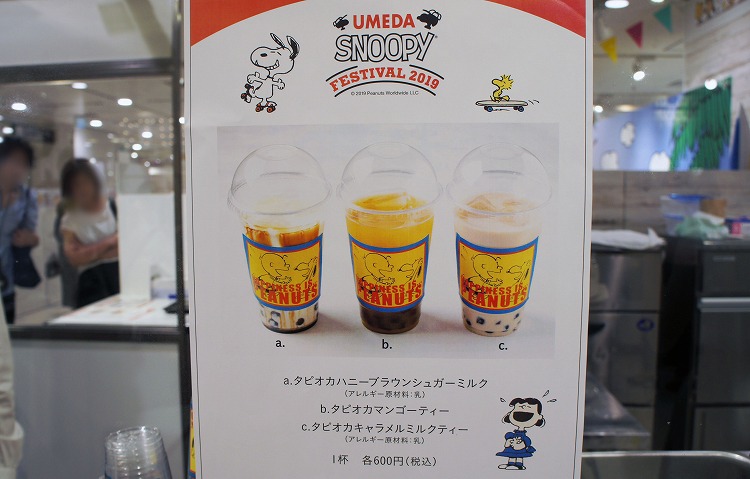 UMEDA
SNOOPY
FESTIVAL 2019
© 2019 Peanuts Worldwide LLC
HAPPINESS IS
PEANUTS
HAPPINESS IS
PEANUTS
HAPPINESS IS
PEANUTS
a.
b.
c.
a.タピオカハニーブラウンシュガーミルク
(アレルギー原材料:乳)
b.タピオカマンゴーティー
c.タピオカキャラメルミルクティー
(アレルギー原材料:乳)
1杯 各600円(税込)